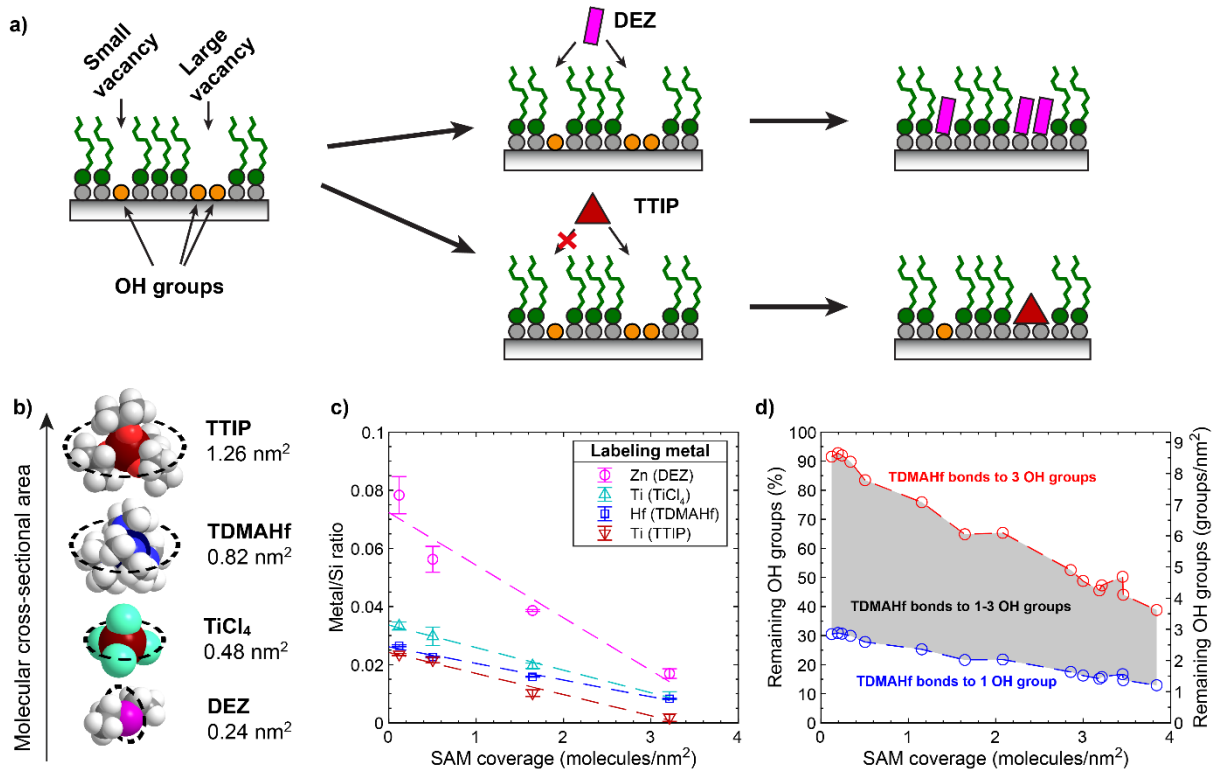 a)
Small
vacancy
Large
vacancy
OH groups
DEZ
TTIP
b)
Molecular cross-sectional area
TTIP
1.26 nm²
TDMAHf
0.82 nm²
TiCl₄
0.48 nm²
DEZ
0.24 nm²
c)
Metal/Si ratio
0.1
0.08
0.06
0.04
0.02
0
0 1 2 3 4
SAM coverage (molecules/nm²)
Labeling metal
Zn (DEZ)
Ti (TiCl₄)
Hf (TDMAHf)
Ti (TTIP)
d)
Remaining OH groups (%)
100
90
80
70
60
50
40
30
20
10
0
0 1 2 3 4
SAM coverage (molecules/nm²)
TDMAHf bonds to 3 OH groups
TDMAHf bonds to 1-3 OH groups
TDMAHf bonds to 1 OH group
9
8
7
6
5
4
3
2
1
0
Remaining OH groups (groups/nm²)